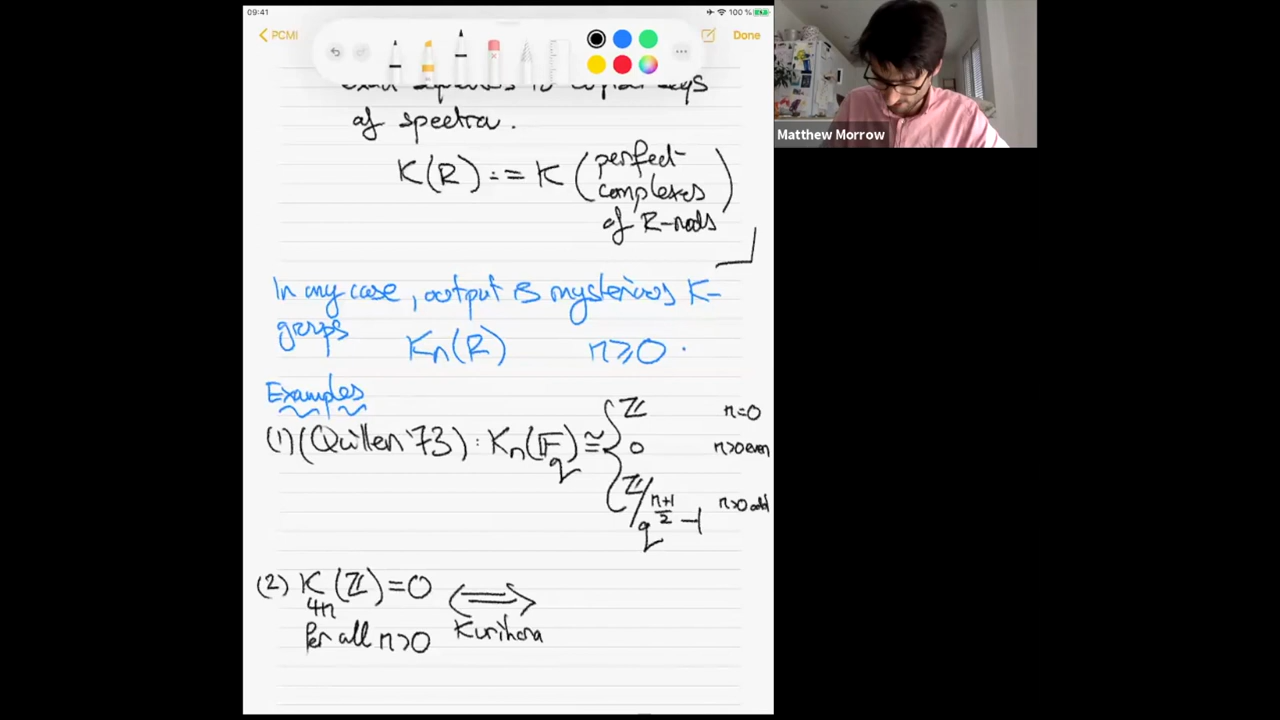 09:41
100 %
PCMI
Done
Matthew Morrow
of spectra.
K(R) := K (perfect complexes of R-mods)
In any case, output is mysterious K-
groups Kn(R) n≥0.
Examples
(1) (Quillen '73): Kn(𝔽q) ≅ { ℤ n=0
0 n>0 even
ℤ/q^((n+1)/2)-1 n>0 odd
(2) K4n(ℤ)=0 ⟺
for all n>0 Kurihara